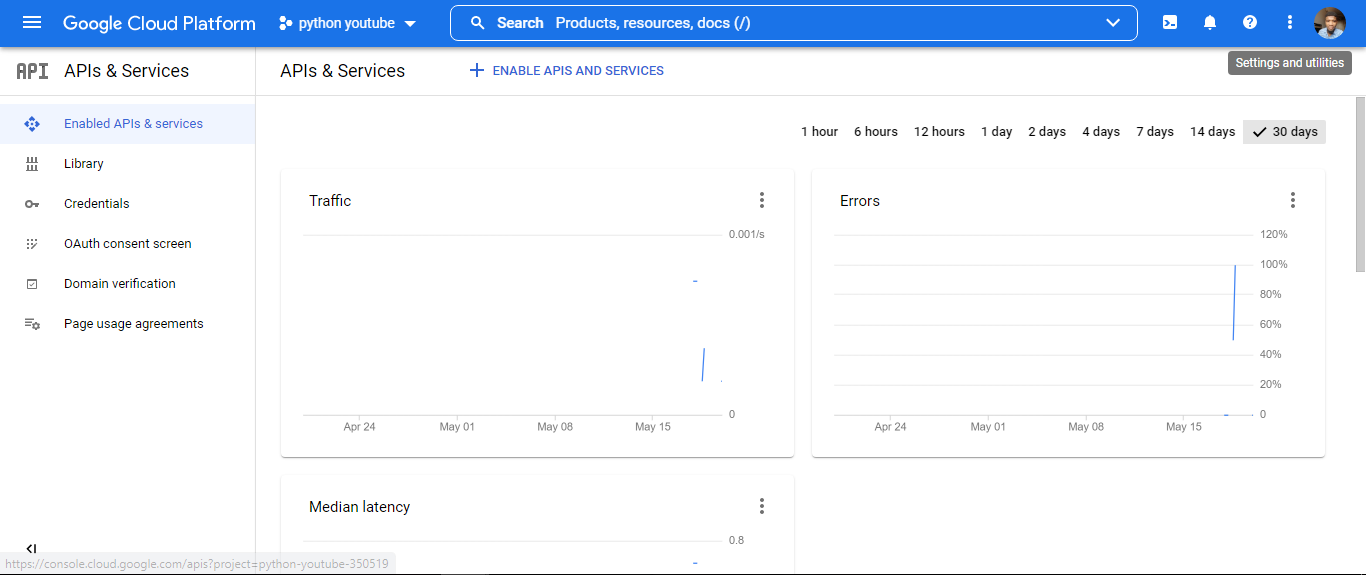 Google Cloud Platform
python youtube
Search Products, resources, docs (/)
API
APIs & Services
APIs & Services
ENABLE APIS AND SERVICES
Settings and utilities
Enabled APIs & services
Library
Credentials
OAuth consent screen
Domain verification
Page usage agreements
1 hour 6 hours 12 hours 1 day 2 days 4 days 7 days 14 days 30 days
Traffic
0.001/s
0
Apr 24 May 01 May 08 May 15
Errors
120%
100%
80%
60%
40%
20%
0
Apr 24 May 01 May 08 May 15
Median latency
0.8
https://console.cloud.google.com/apis?project=python-youtube-350519